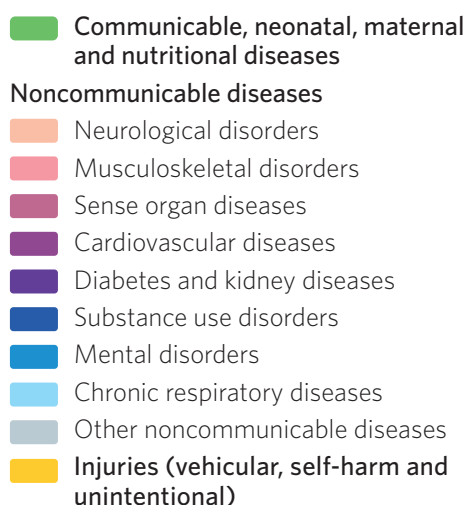 Communicable, neonatal, maternal
and nutritional diseases
Noncommunicable diseases
Neurological disorders
Musculoskeletal disorders
Sense organ diseases
Cardiovascular diseases
Diabetes and kidney diseases
Substance use disorders
Mental disorders
Chronic respiratory diseases
Other noncommunicable diseases
Injuries (vehicular, self-harm and
unintentional)